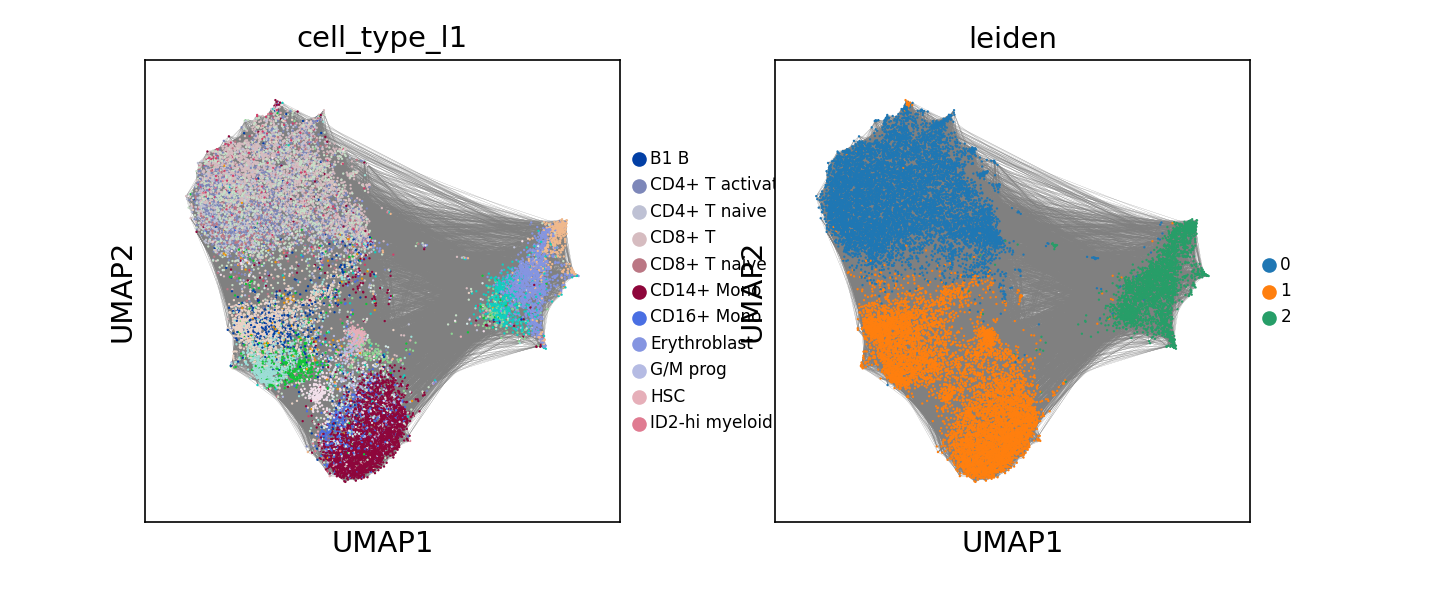 cell_type_l1
UMAP2
UMAP1
B1 B
CD4+ T activat
CD4+ T naive
CD8+ T
CD8+ T naive
CD14+ Mono
CD16+ Mono
Erythroblast
G/M prog
HSC
ID2-hi myeloid
leiden
UMAP2
UMAP1
0
1
2